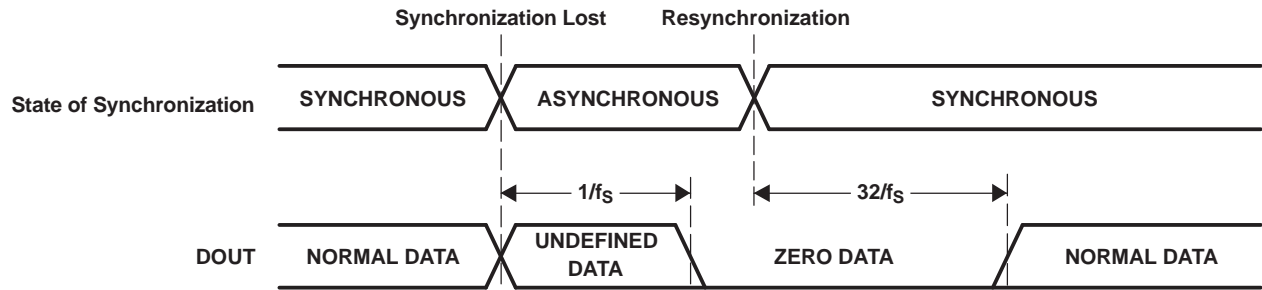 Synchronization Lost
Resynchronization
State of Synchronization
SYNCHRONOUS
ASYNCHRONOUS
SYNCHRONOUS
1/fS
32/fS
DOUT
NORMAL DATA
UNDEFINED
DATA
ZERO DATA
NORMAL DATA